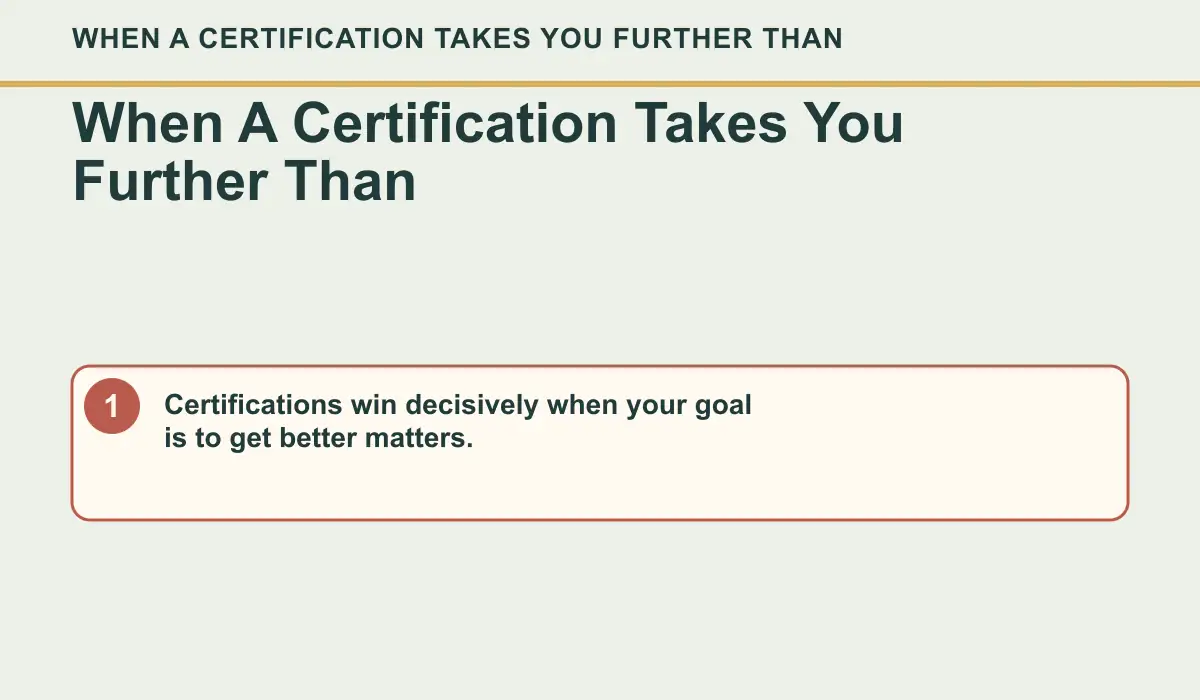 WHEN A CERTIFICATION TAKES YOU FURTHER THAN
When A Certification Takes You
Further Than
1
Certifications win decisively when your goal
is to get better matters.